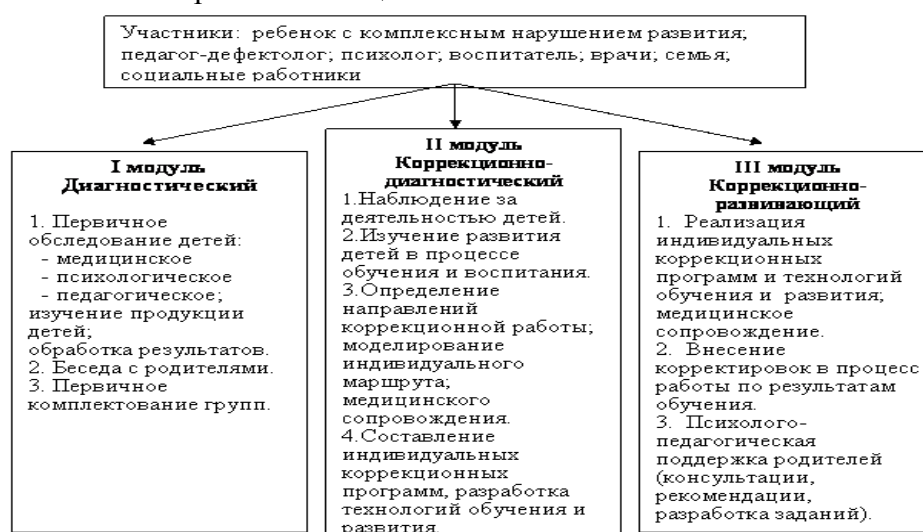 Участники: ребенок с комплексным нарушением развития;
педагог-дефектолог; психолог; воспитатель; врачи; семья;
социальные работники
I модуль
Диагностический
1. Первичное
обследование детей:
- медицинское
- психологическое
- педагогическое;
изучение продукции
детей;
обработка результатов.
2. Беседа с родителями.
3. Первичное
комплектование групп.
II модуль
Коррекционно-
диагностический
1.Наблюдение за
деятельностью детей.
2.Изучение развития
детей в процессе
обучения и воспитания.
3.Определение
направлений
коррекционной работы;
моделирование
индивидуального
маршрута;
медицинского
сопровождения.
4.Составление
индивидуальных
коррекционных
программ, разработка
технологий обучения и
развития.
III модуль
Коррекционно-
развивающий
1. Реализация
индивидуальных
коррекционных
программ и технологий
обучения и развития;
медицинское
сопровождение.
2. Внесение
корректировок в процесс
работы по результатам
обучения.
3. Психолого-
педагогическая
поддержка родителей
(консультации,
рекомендации,
разработка заданий).